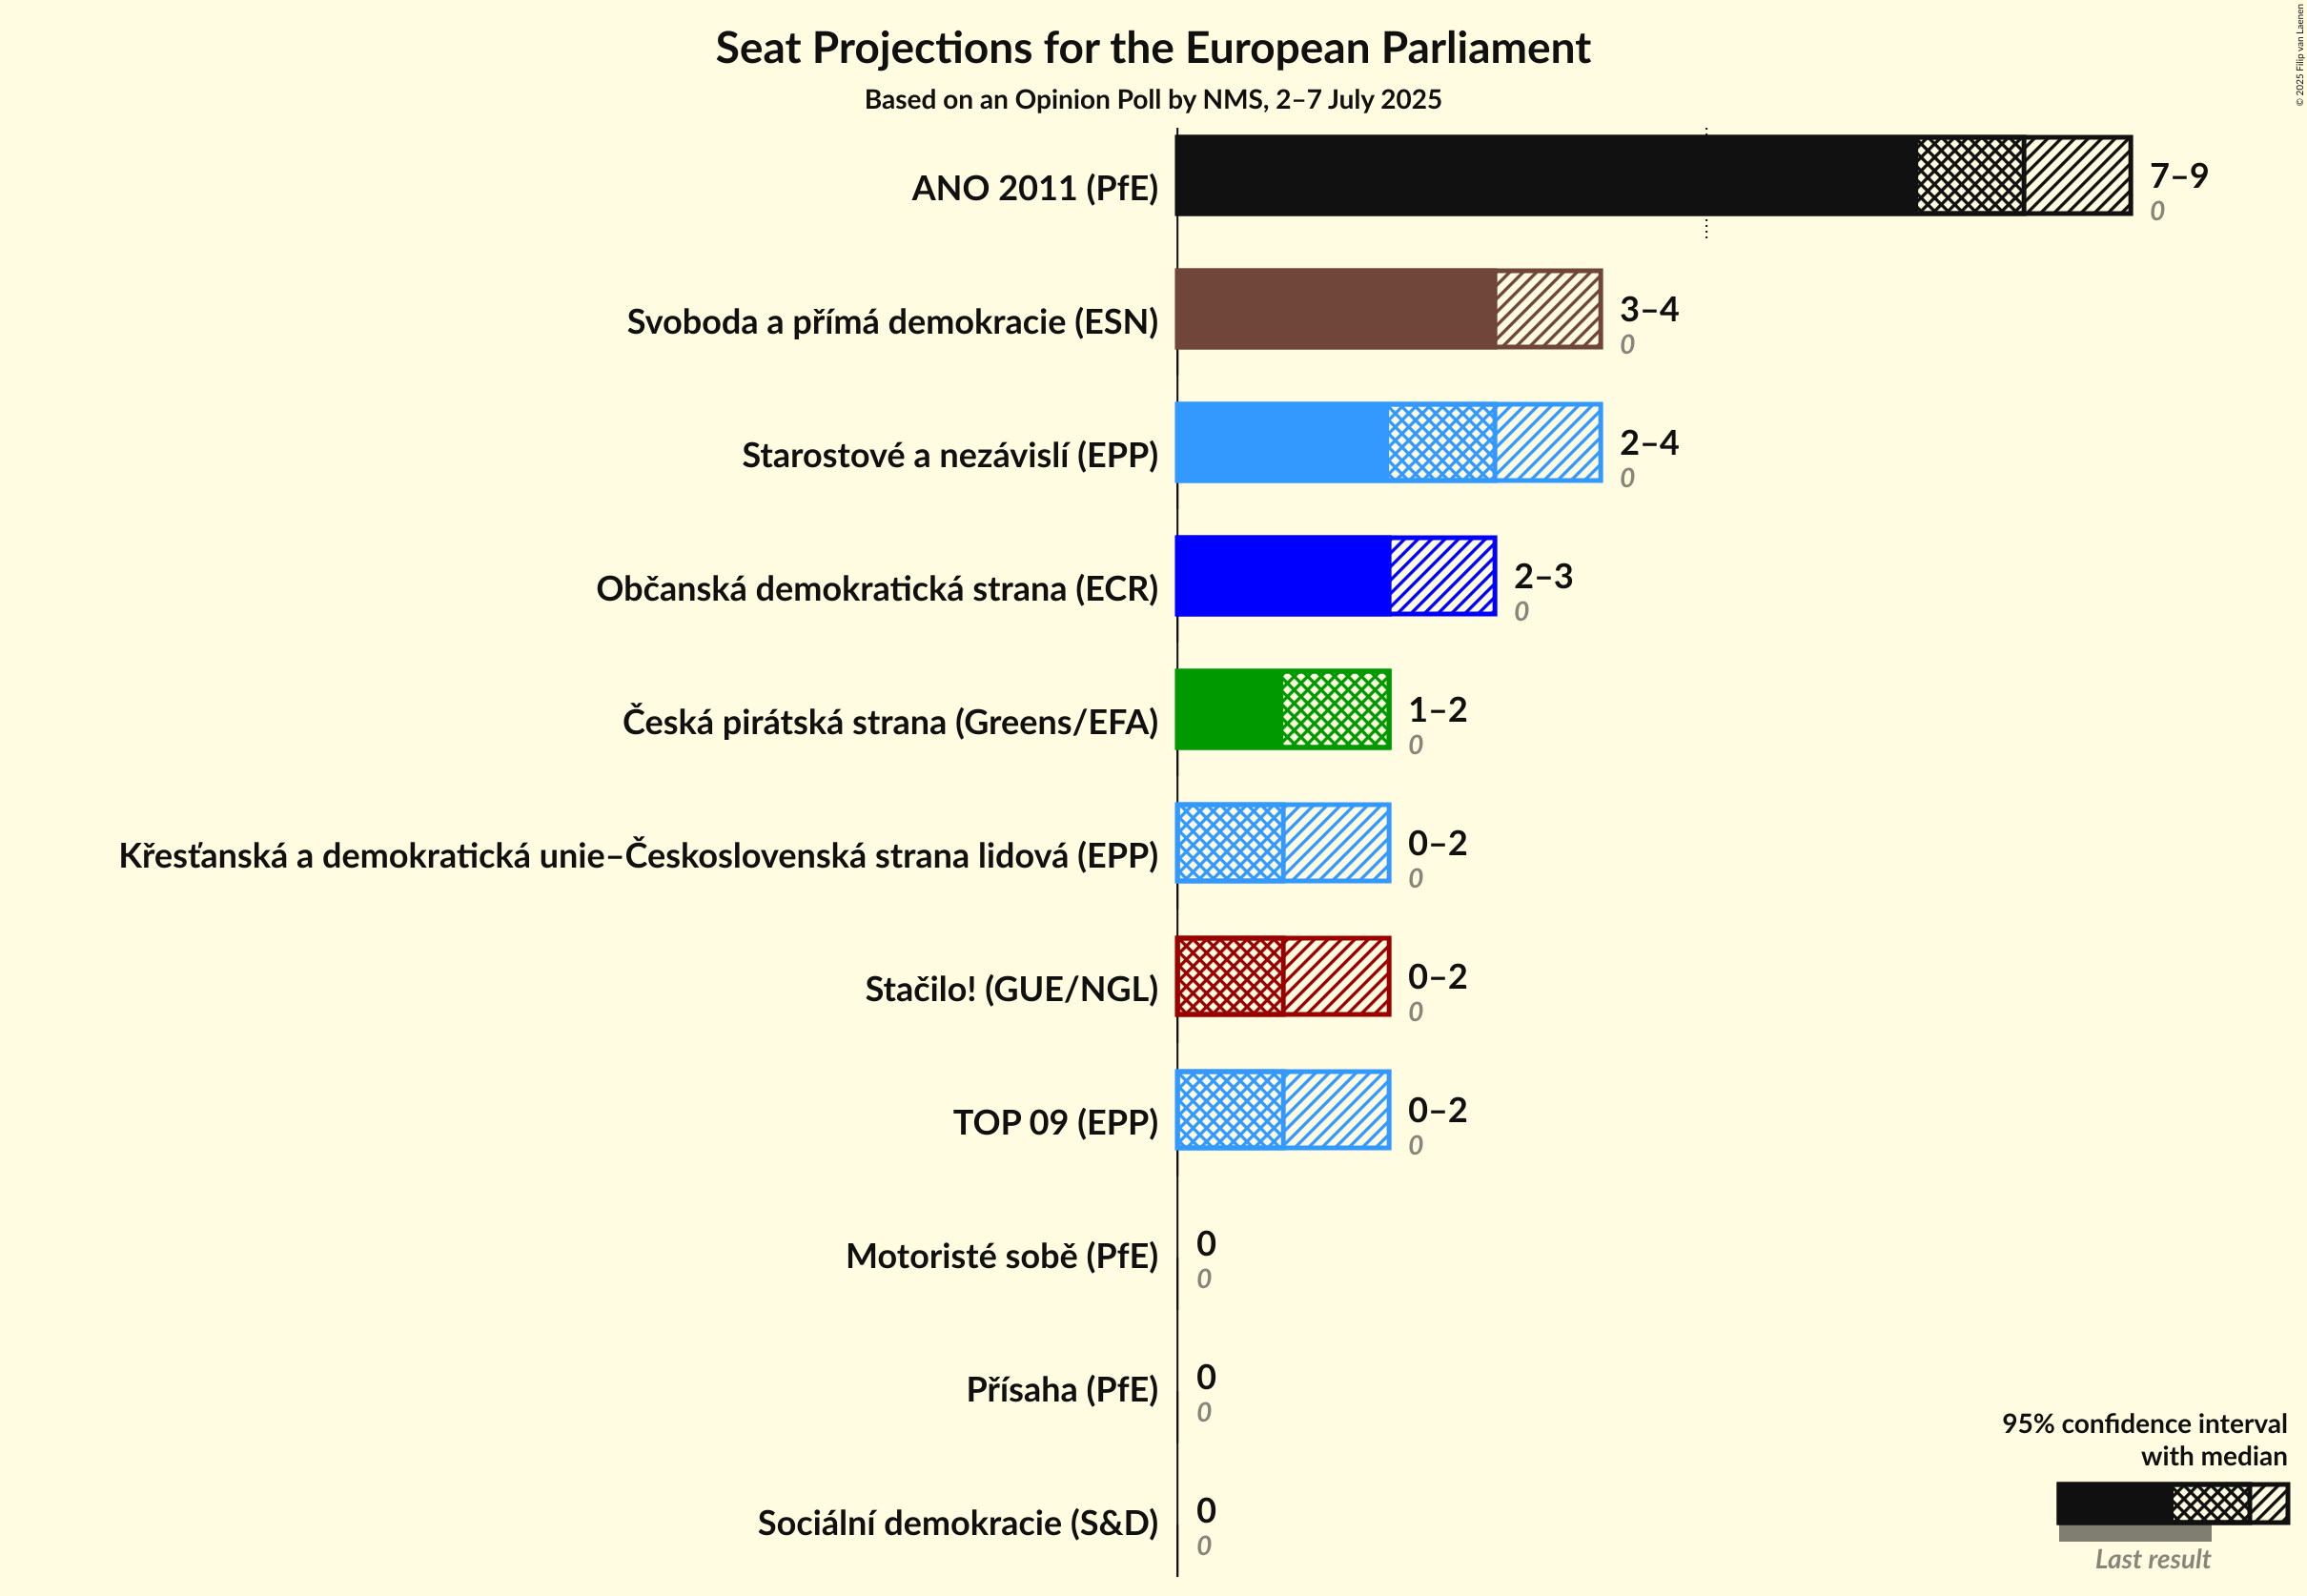 © 2025 Filip van Laenen
Seat Projections for the European Parliament
Based on an Opinion Poll by NMS, 2–7 July 2025
ANO 2011 (PfE)
7–9
0
Svoboda a přímá demokracie (ESN)
3–4
0
Starostové a nezávislí (EPP)
2–4
0
Občanská demokratická strana (ECR)
2–3
0
Česká pirátská strana (Greens/EFA)
1–2
0
Křesťanská a demokratická unie–Československá strana lidová (EPP)
0–2
0
Stačilo! (GUE/NGL)
0–2
0
TOP 09 (EPP)
0–2
0
Motoristé sobě (PfE)
0
0
Přísaha (PfE)
0
0
Sociální demokracie (S&D)
0
0
95% confidence interval
with median
Last result